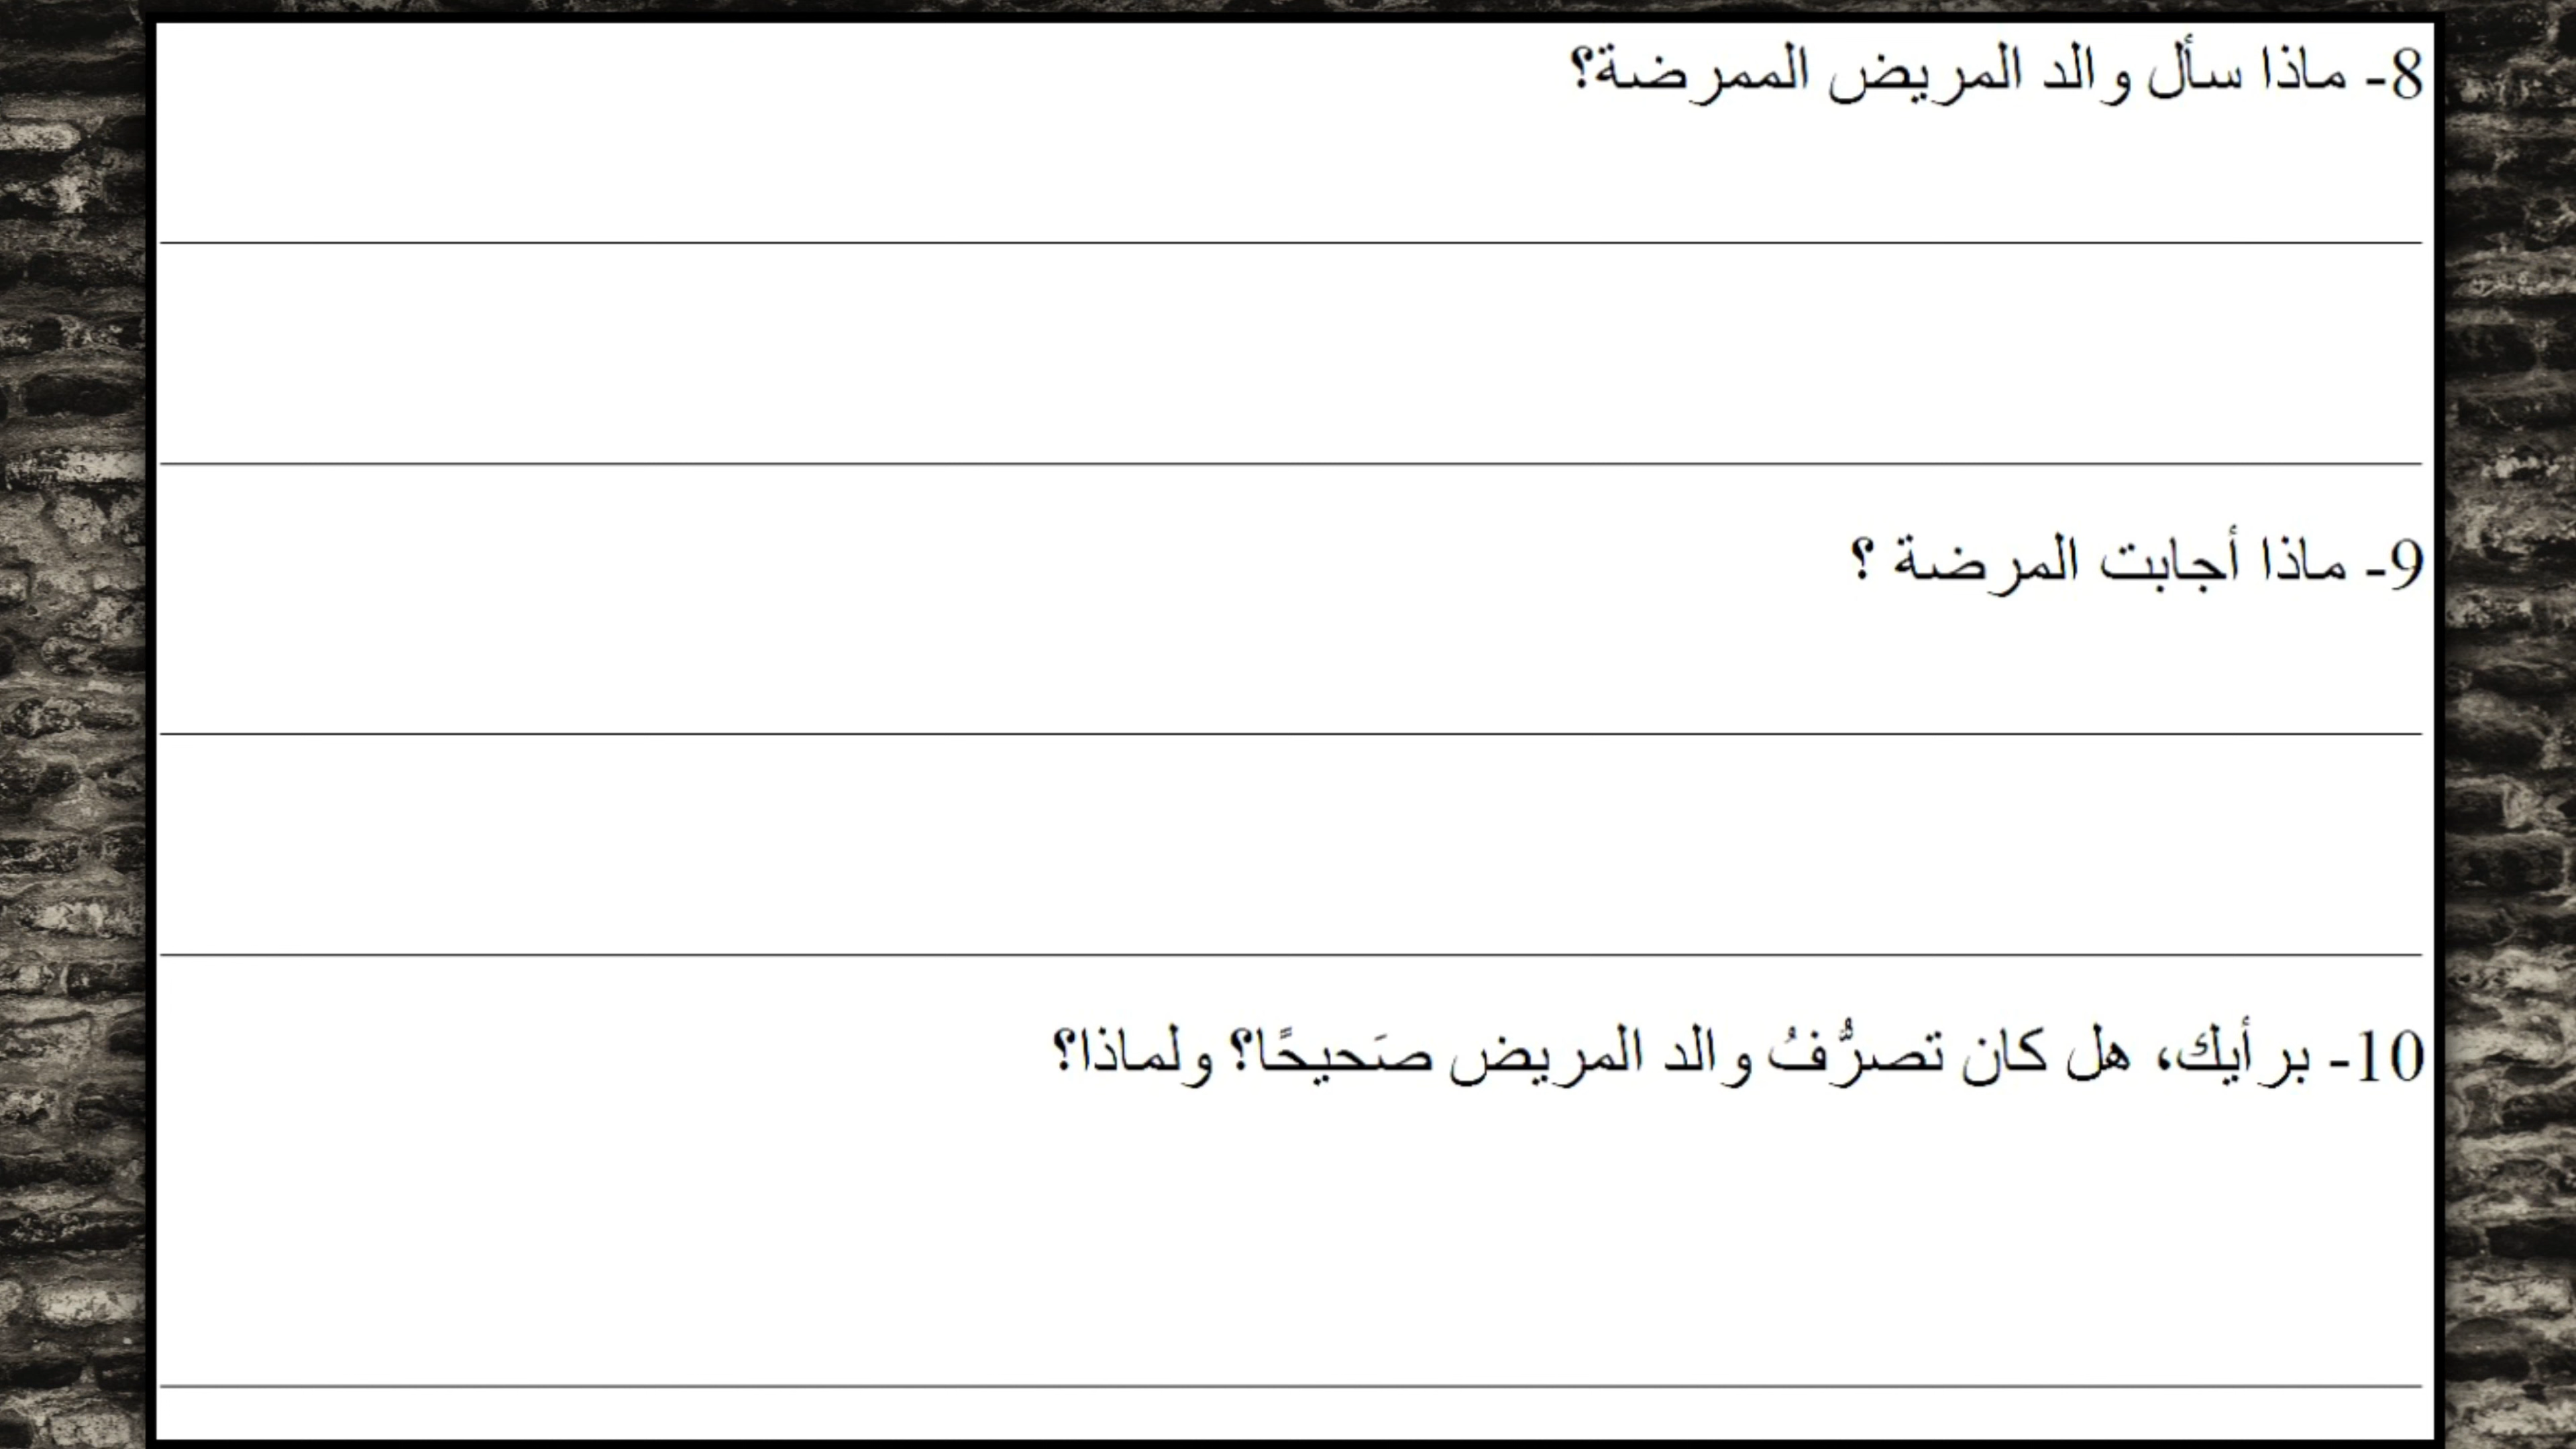 8- ماذا سأل والد المريض الممرضة؟
9- ماذا أجابت المرضة ؟
10- برأيك، هل كان تصرُّفُ والد المريض صَحيحًا؟ ولماذا؟